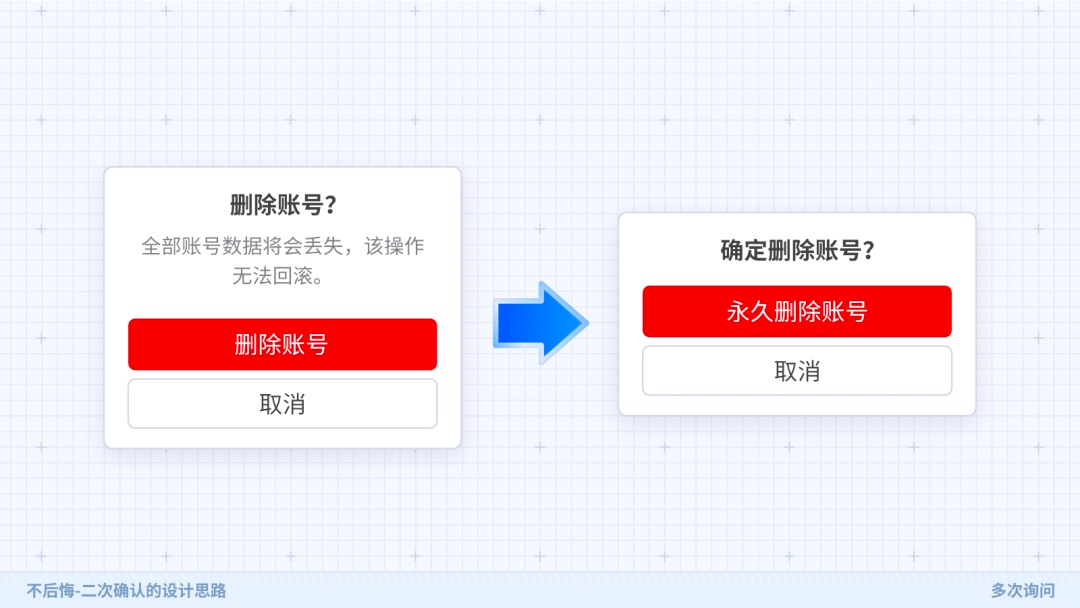 删除账号？
全部账号数据将会丢失，该操作
无法回滚。
删除账号
取消
确定删除账号？
永久删除账号
取消
不后悔-二次确认的设计思路
多次询问